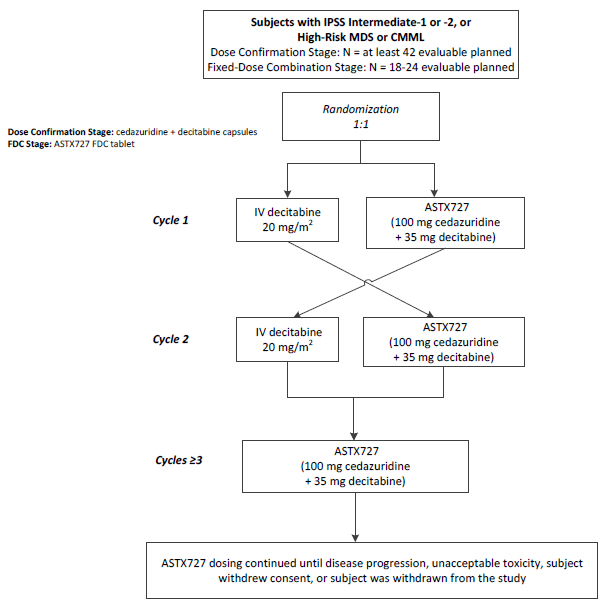 Subjects with IPSS Intermediate-1 or -2, or
High-Risk MDS or CMML
Dose Confirmation Stage: N = at least 42 evaluable planned
Fixed-Dose Combination Stage: N = 18-24 evaluable planned
Randomization
1:1
Dose Confirmation Stage: cedazuridine + decitabine capsules
FDC Stage: ASTX727 FDC tablet
Cycle 1
IV decitabine
20 mg/m²
ASTX727
(100 mg cedazuridine
+ 35 mg decitabine)
Cycle 2
IV decitabine
20 mg/m²
ASTX727
(100 mg cedazuridine
+ 35 mg decitabine)
Cycles ≥3
ASTX727
(100 mg cedazuridine
+ 35 mg decitabine)
ASTX727 dosing continued until disease progression, unacceptable toxicity, subject
withdrew consent, or subject was withdrawn from the study